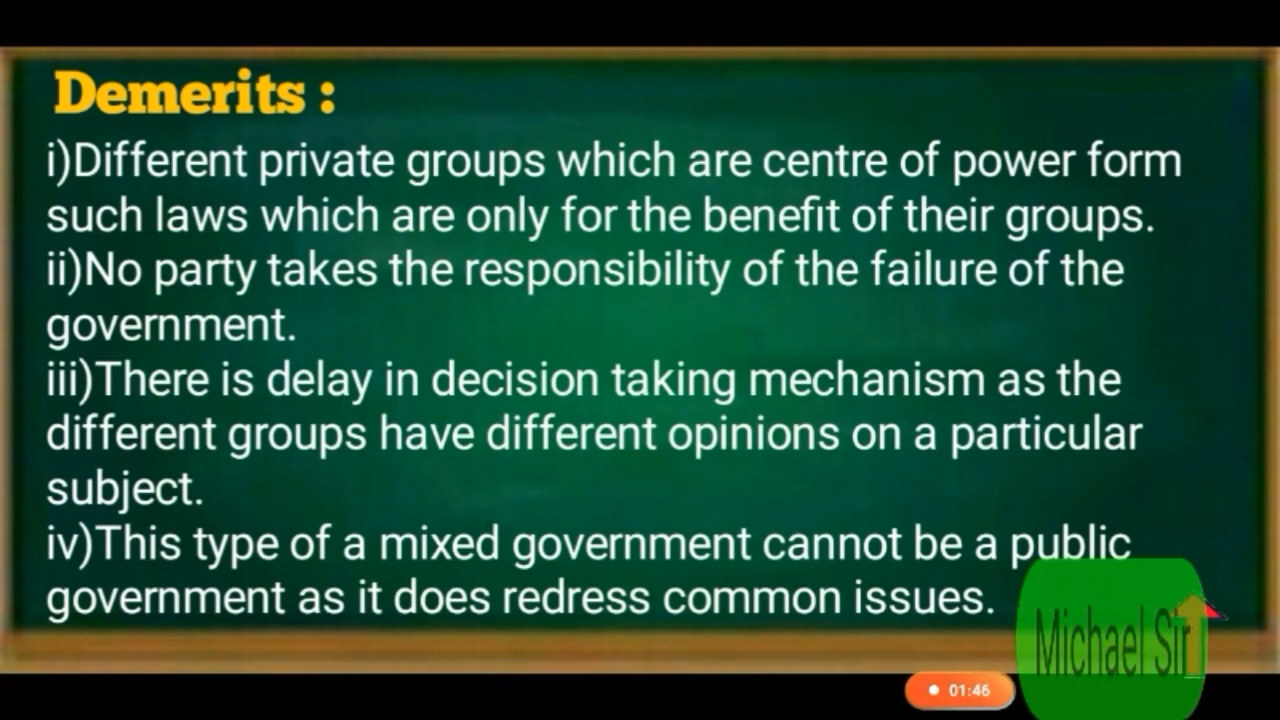 Demerits :
i)Different private groups which are centre of power form
such laws which are only for the benefit of their groups.
ii)No party takes the responsibility of the failure of the
government.
iii)There is delay in decision taking mechanism as the
different groups have different opinions on a particular
subject.
iv)This type of a mixed government cannot be a public
government as it does redress common issues.
Michael Sir
01:46